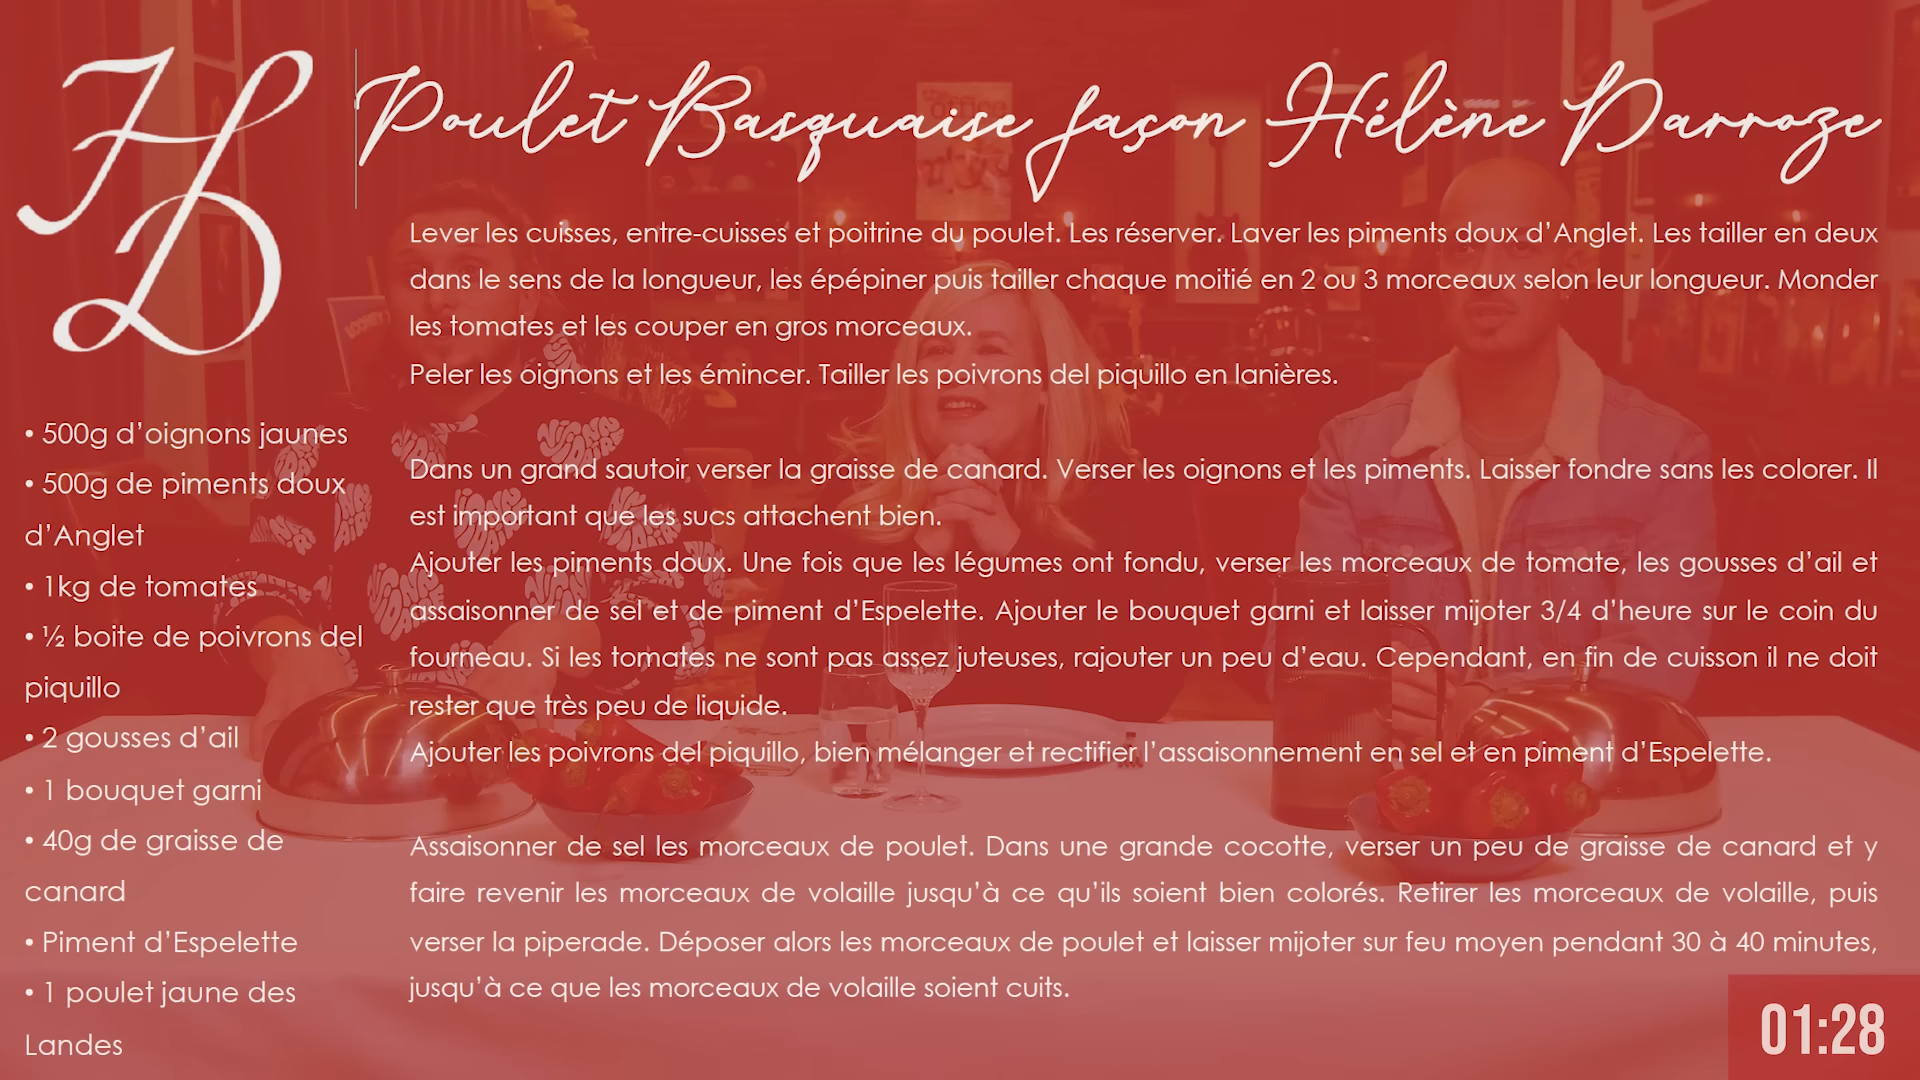 HD
Poulet Basquaise façon Hélène Darroze
• 500g d’oignons jaunes
• 500g de piments doux
d’Anglet
• 1kg de tomates
• ½ boite de poivrons del
piquillo
• 2 gousses d’ail
• 1 bouquet garni
• 40g de graisse de
canard
• Piment d’Espelette
• 1 poulet jaune des
Landes
Lever les cuisses, entre-cuisses et poitrine du poulet. Les réserver. Laver les piments doux d’Anglet. Les tailler en deux
dans le sens de la longueur, les épépiner puis tailler chaque moitié en 2 ou 3 morceaux selon leur longueur. Monder
les tomates et les couper en gros morceaux.
Peler les oignons et les émincer. Tailler les poivrons del piquillo en lanières.
Dans un grand sautoir verser la graisse de canard. Verser les oignons et les piments. Laisser fondre sans les colorer. Il
est important que les sucs attachent bien.
Ajouter les piments doux. Une fois que les légumes ont fondu, verser les morceaux de tomate, les gousses d’ail et
assaisonner de sel et de piment d’Espelette. Ajouter le bouquet garni et laisser mijoter 3/4 d’heure sur le coin du
fourneau. Si les tomates ne sont pas assez juteuses, rajouter un peu d’eau. Cependant, en fin de cuisson il ne doit
rester que très peu de liquide.
Ajouter les poivrons del piquillo, bien mélanger et rectifier l’assaisonnement en sel et en piment d’Espelette.
Assaisonner de sel les morceaux de poulet. Dans une grande cocotte, verser un peu de graisse de canard et y
faire revenir les morceaux de volaille jusqu’à ce qu’ils soient bien colorés. Retirer les morceaux de volaille, puis
verser la piperade. Déposer alors les morceaux de poulet et laisser mijoter sur feu moyen pendant 30 à 40 minutes,
jusqu’à ce que les morceaux de volaille soient cuits.
01:28